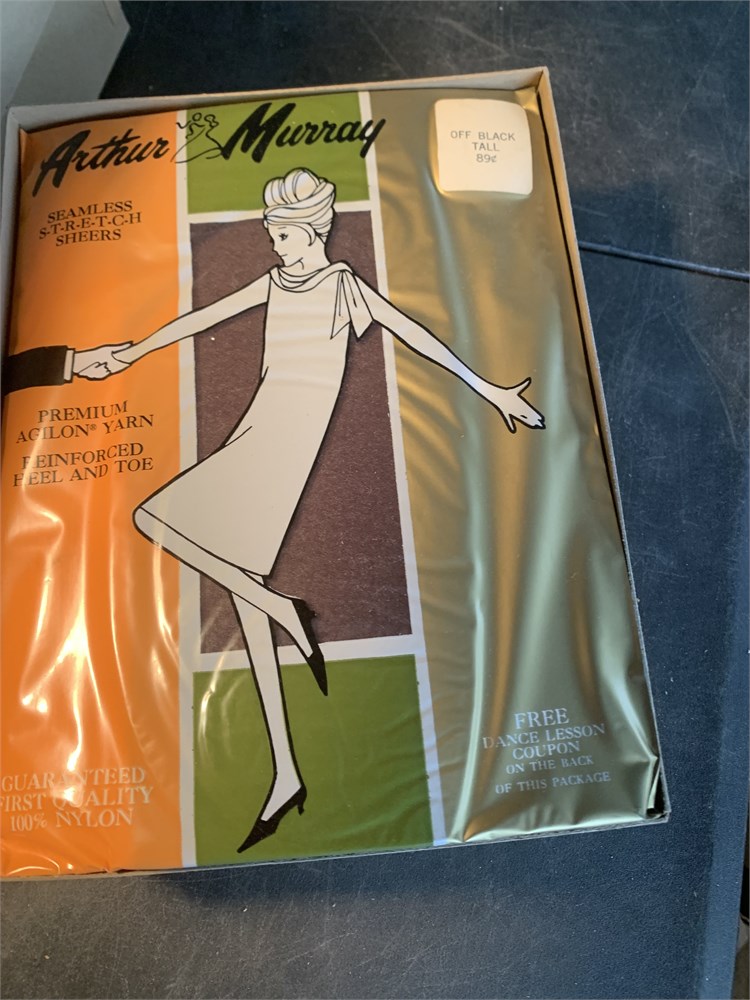 Arthur Murray
OFF BLACK
TALL
89¢
SEAMLESS
S-T-R-E-T-C-H
SHEERS
PREMIUM
AGILON® YARN
REINFORCED
HEEL AND TOE
GUARANTEED
FIRST QUALITY
100% NYLON
FREE
DANCE LESSON
COUPON
ON THE BACK
OF THIS PACKAGE